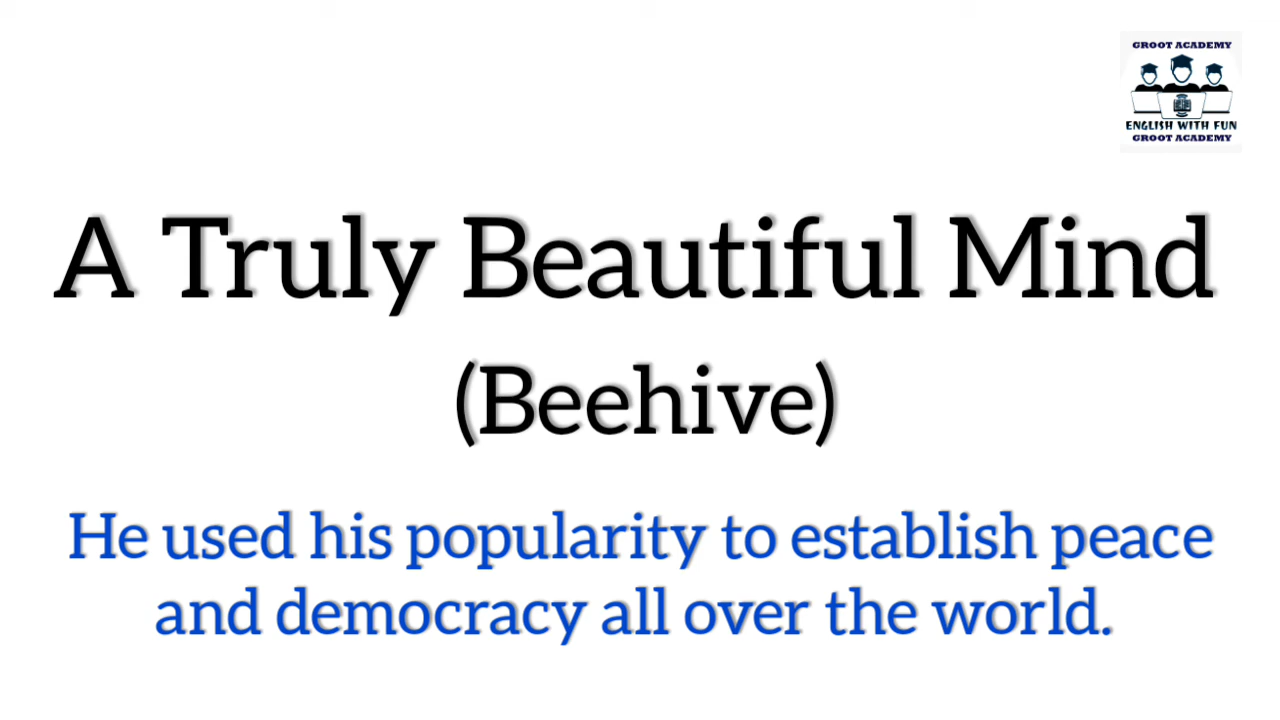 GROOT ACADEMY
ENGLISH WITH FUN
GROOT ACADEMY
A Truly Beautiful Mind
(Beehive)
He used his popularity to establish peace
and democracy all over the world.